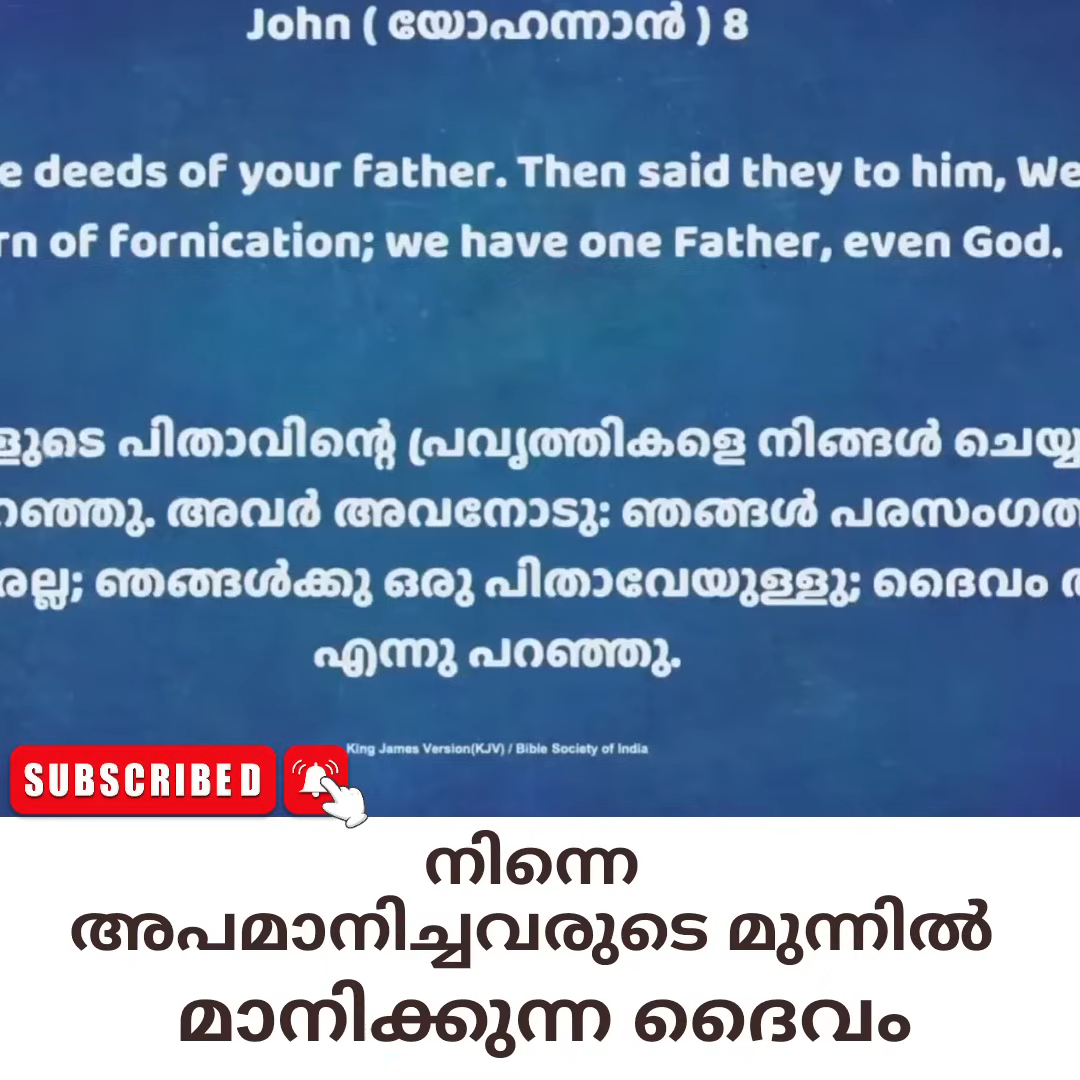 John ( യോഹന്നാൻ ) 8
e deeds of your father. Then said they to him, We
rn of fornication; we have one Father, even God.
ളുടെ പിതാവിന്റെ പ്രവൃത്തികളെ നിങ്ങൾ ചെയ്യ
റഞ്ഞു. അവർ അവനോടു: ഞങ്ങൾ പരസംഗത
രല്ല; ഞങ്ങൾക്കു ഒരു പിതാവേയുള്ളു; ദൈവം ത
എന്നു പറഞ്ഞു.
King James Version(KJV) / Bible Society of India
SUBSCRIBED
നിന്നെ
അപമാനിച്ചവരുടെ മുന്നിൽ
മാനിക്കുന്ന ദൈവം